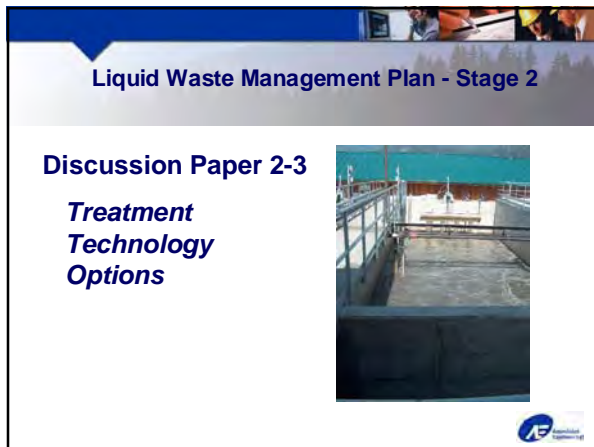 Liquid Waste Management Plan - Stage 2
Discussion Paper 2-3
Treatment
Technology
Options